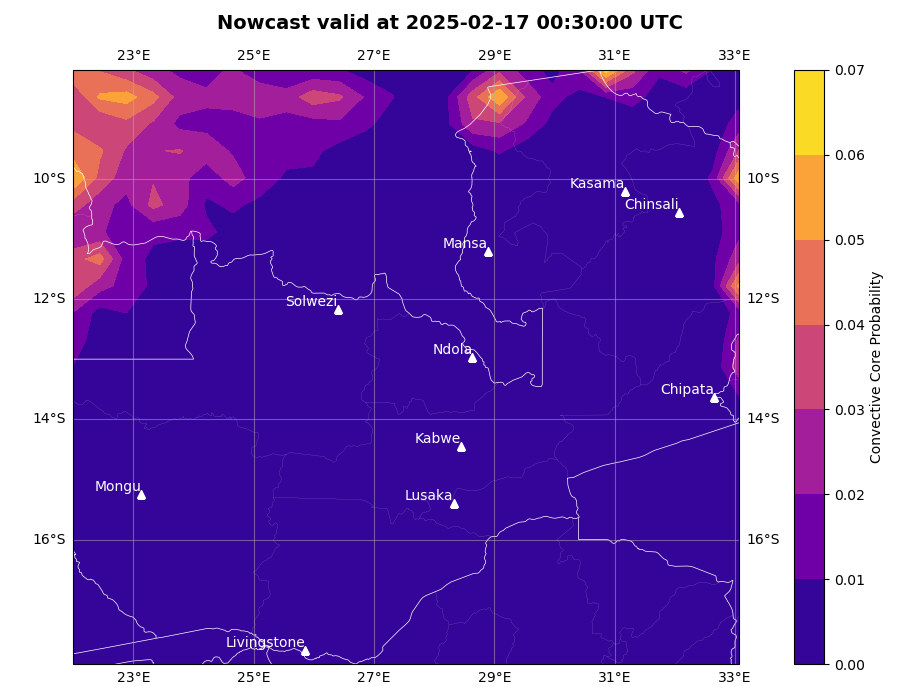 Nowcast valid at 2025-02-17 00:30:00 UTC
23°E 25°E 27°E 29°E 31°E 33°E
0.07
0.06
10°S Kasama 10°S
Chinsali
0.05
Mansa
12°S 12°S
Solwezi
0.04
Ndola
Chipata
0.03
14°S 14°S
Kabwe
Convective Core Probability
Mongu
Lusaka
0.02
16°S 16°S
0.01
Livingstone
0.00
23°E 25°E 27°E 29°E 31°E 33°E